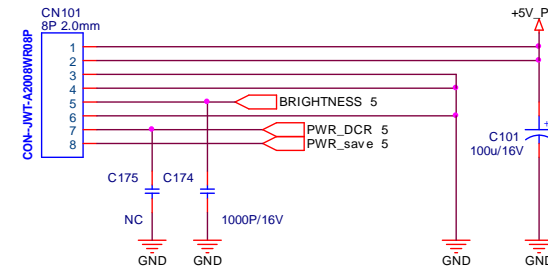 CN101
8P 2.0mm
+5V_P
CON--JWT-A2008WR08P
1
2
3
4
5
BRIGHTNESS 5
6
7
PWR_DCR 5
8
PWR_save 5
C101
100u/16V
+
C175
C174
NC
1000P/16V
GND
GND
GND
GND